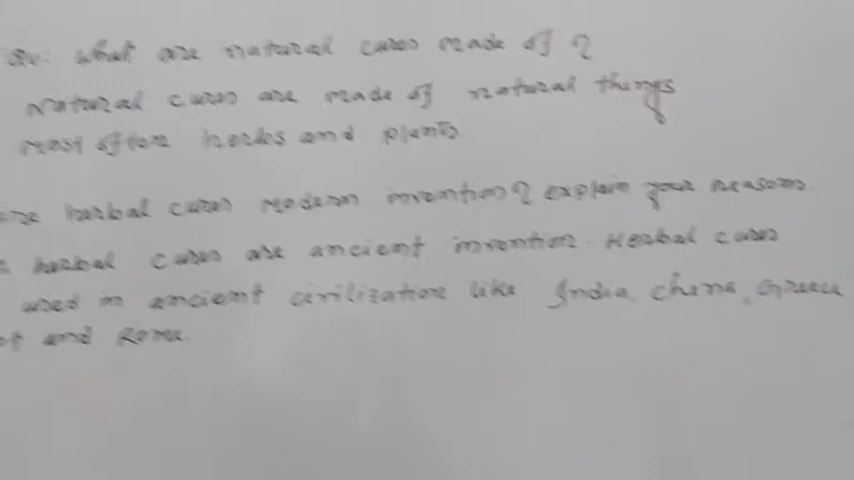 Qu: What are natural cures made of ?
Natural cures are made of natural things
most often herbs and plants.
herbal cures modern invention? explain your reasons.
herbal cures are ancient invention. Herbal cures
used in ancient civilization like India, China, Greece
and Rome.